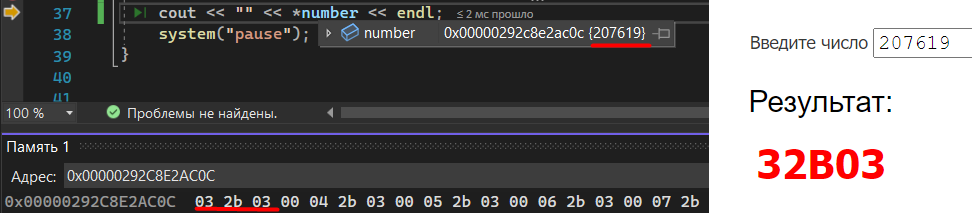 37 cout << "" << *number << endl; ≤ 2 мс прошло
38 system("pause"); number 0x00000292c8e2ac0c {207619}
39 }
40
41
100 % Проблемы не найдены.
Память 1
Адрес: 0x00000292C8E2AC0C
0x00000292C8E2AC0C 03 2b 03 00 04 2b 03 00 05 2b 03 00 06 2b 03 00 07 2b
Введите число 207619
Результат:
32B03